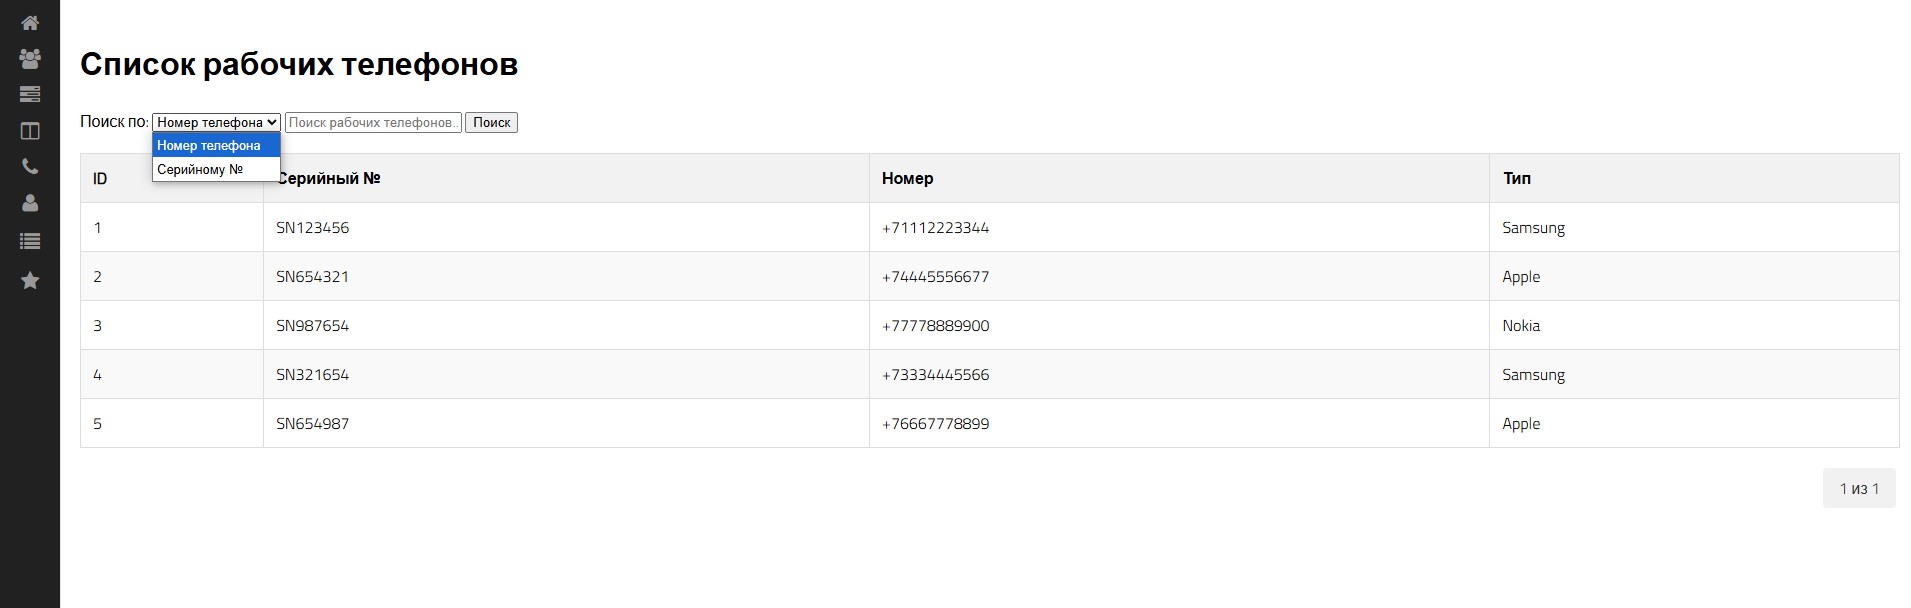 Список рабочих телефонов
Поиск по: Номер телефона Поиск рабочих телефонов.. Поиск
Номер телефона
Серийному №
ID Серийный № Номер Тип
1 SN123456 +71112223344 Samsung
2 SN654321 +74445556677 Apple
3 SN987654 +77778889900 Nokia
4 SN321654 +73334445566 Samsung
5 SN654987 +76667778899 Apple
1 из 1